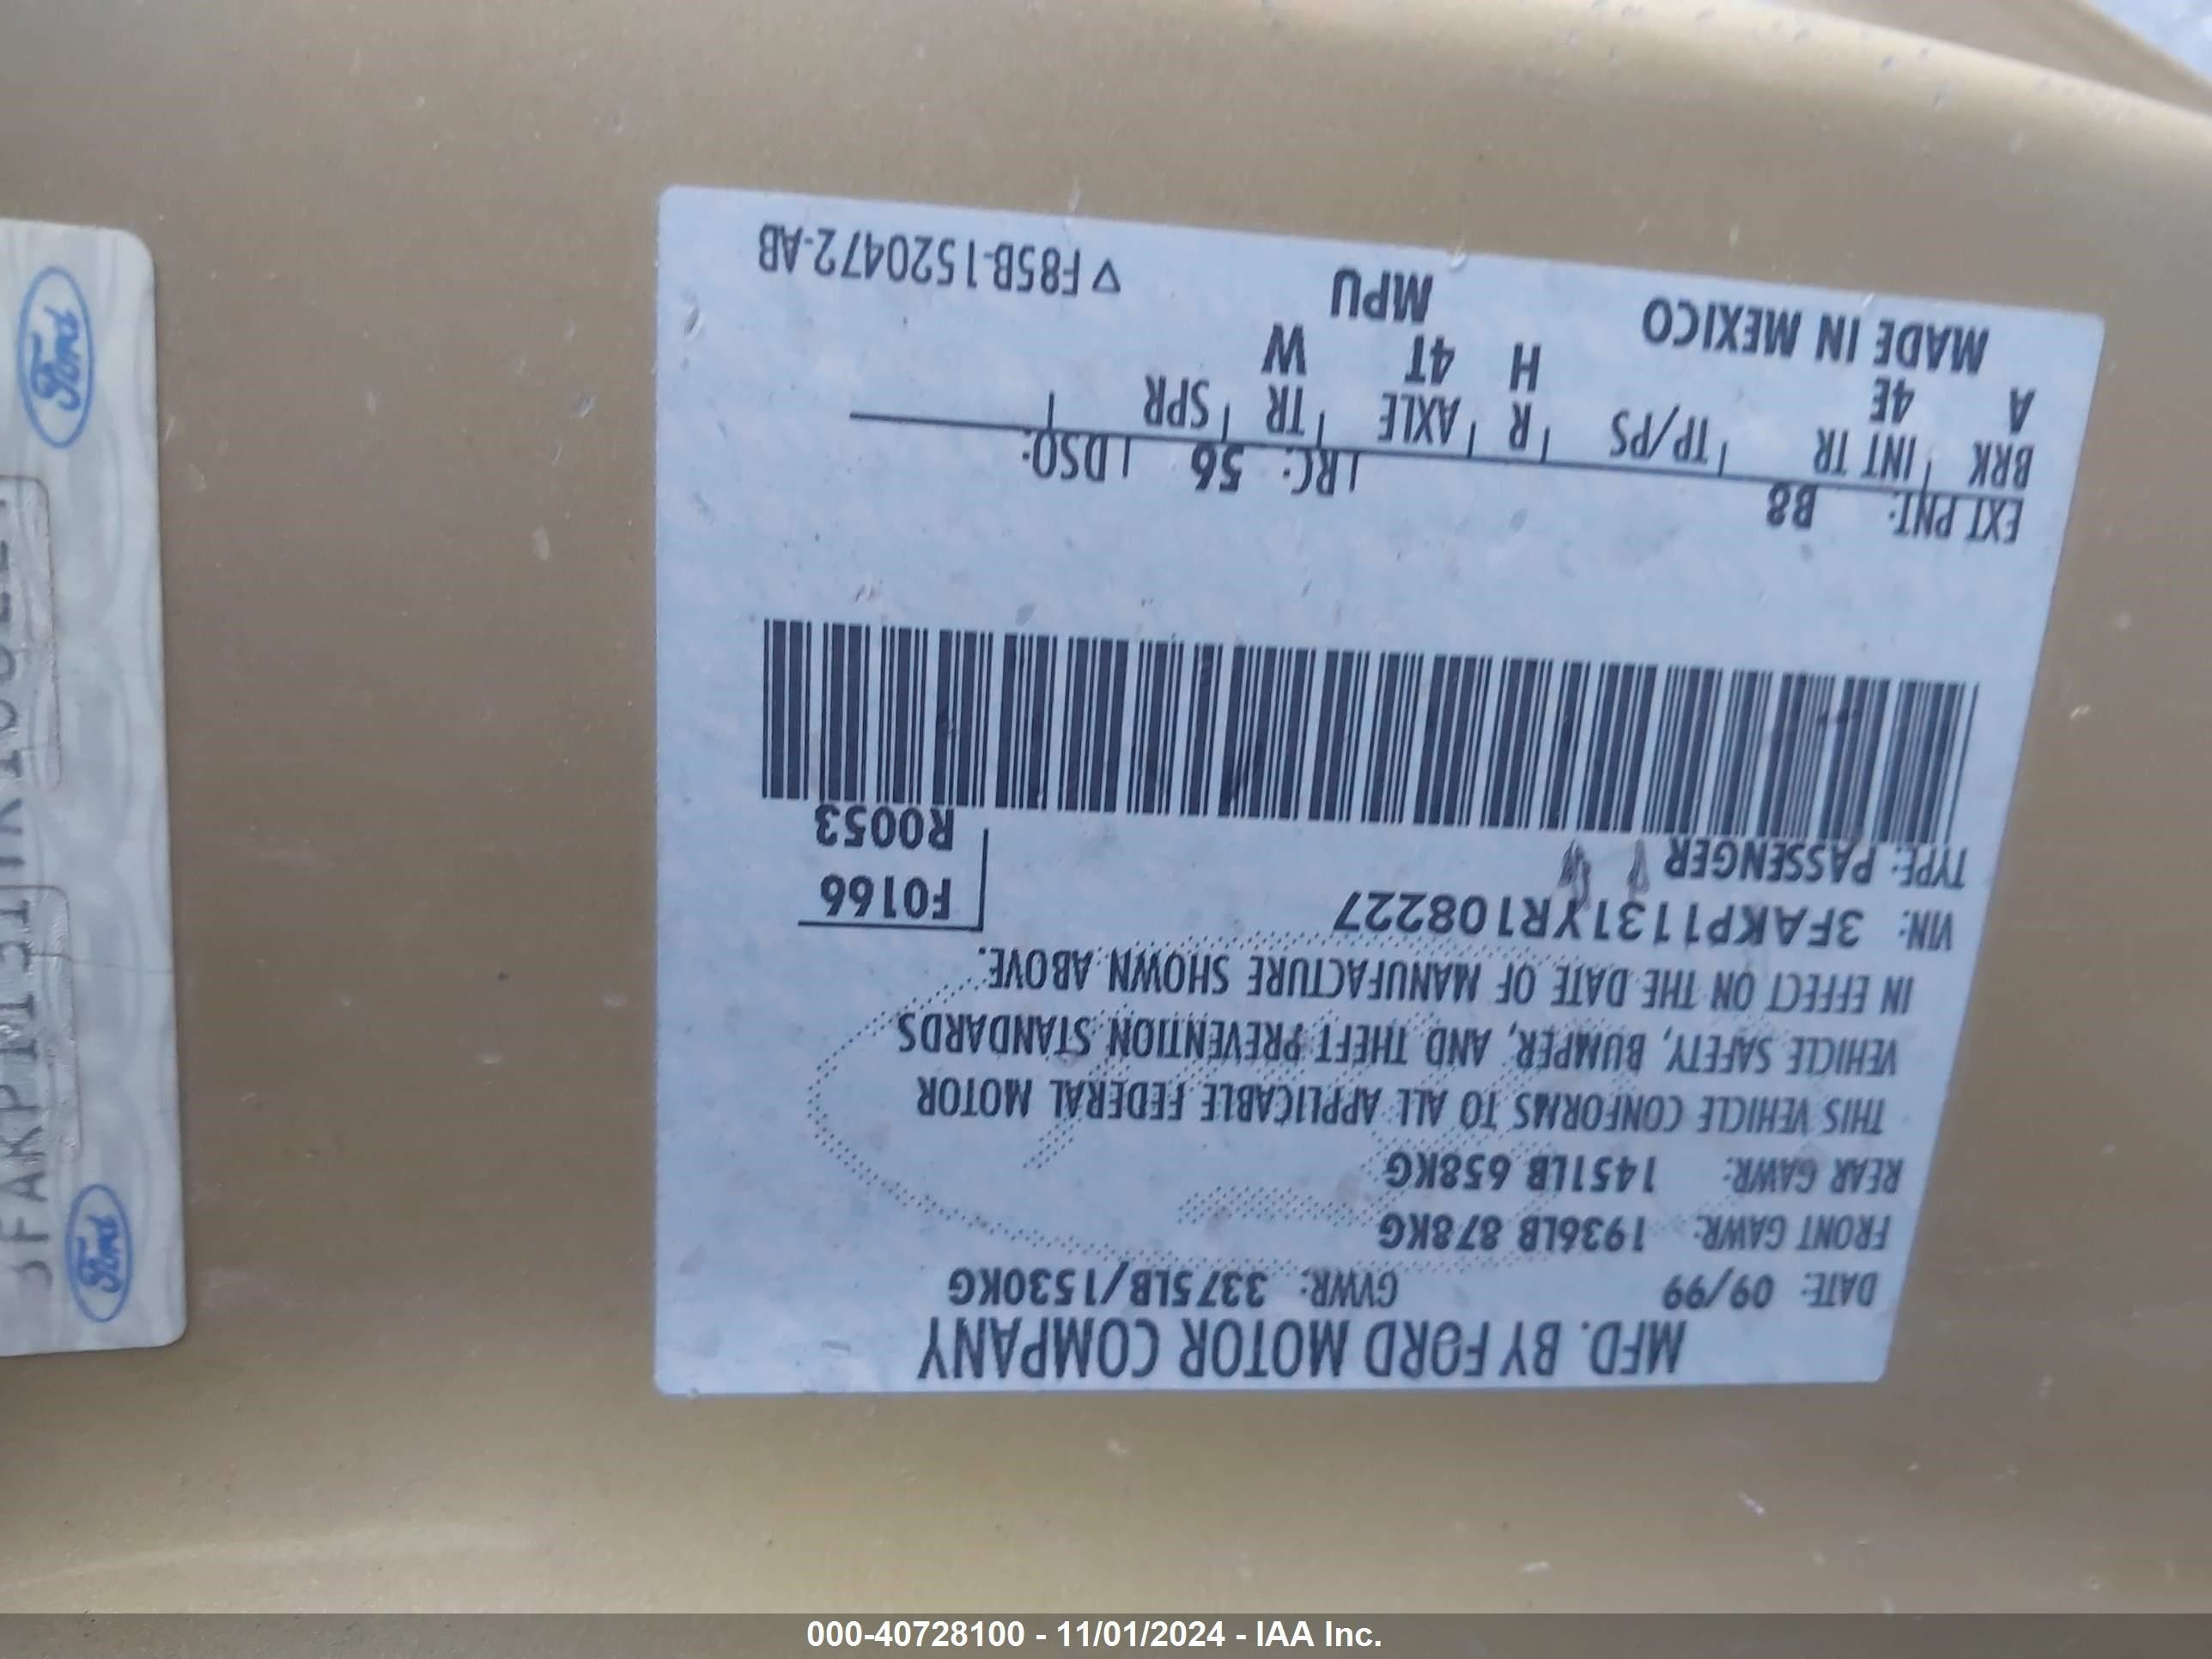 MFD. BY FORD MOTOR COMPANY
DATE: 09/99 GVWR: 3375LB/1530KG
FRONT GAWR: 1936LB 878KG
REAR GAWR: 1451LB 658KG
THIS VEHICLE CONFORMS TO ALL APPLICABLE FEDERAL MOTOR
VEHICLE SAFETY, BUMPER, AND THEFT PREVENTION STANDARDS
IN EFFECT ON THE DATE OF MANUFACTURE SHOWN ABOVE.
VIN: 3FAKP1131YR108227
TYPE: PASSENGER
F0166
R0053
EXT PNT: B8 RC: 56 DSO:
BRK INT TR TP/PS R AXLE TR SPR
A 4E H 4T W
MADE IN MEXICO MPU ▽F85B-1520472-AB
Ford
Ford
000-40728100 - 11/01/2024 - IAA Inc.